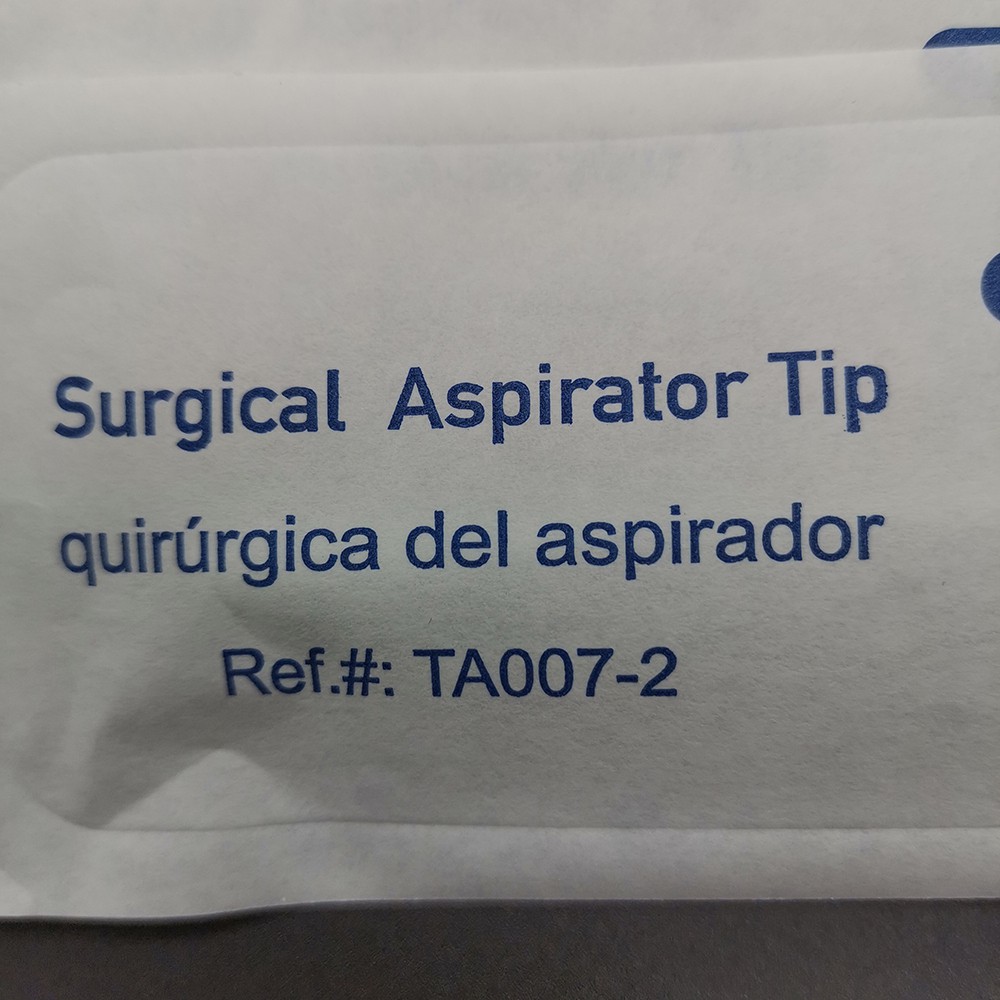 Surgical Aspirator Tip
quirúrgica del aspirador
Ref.#: TA007-2